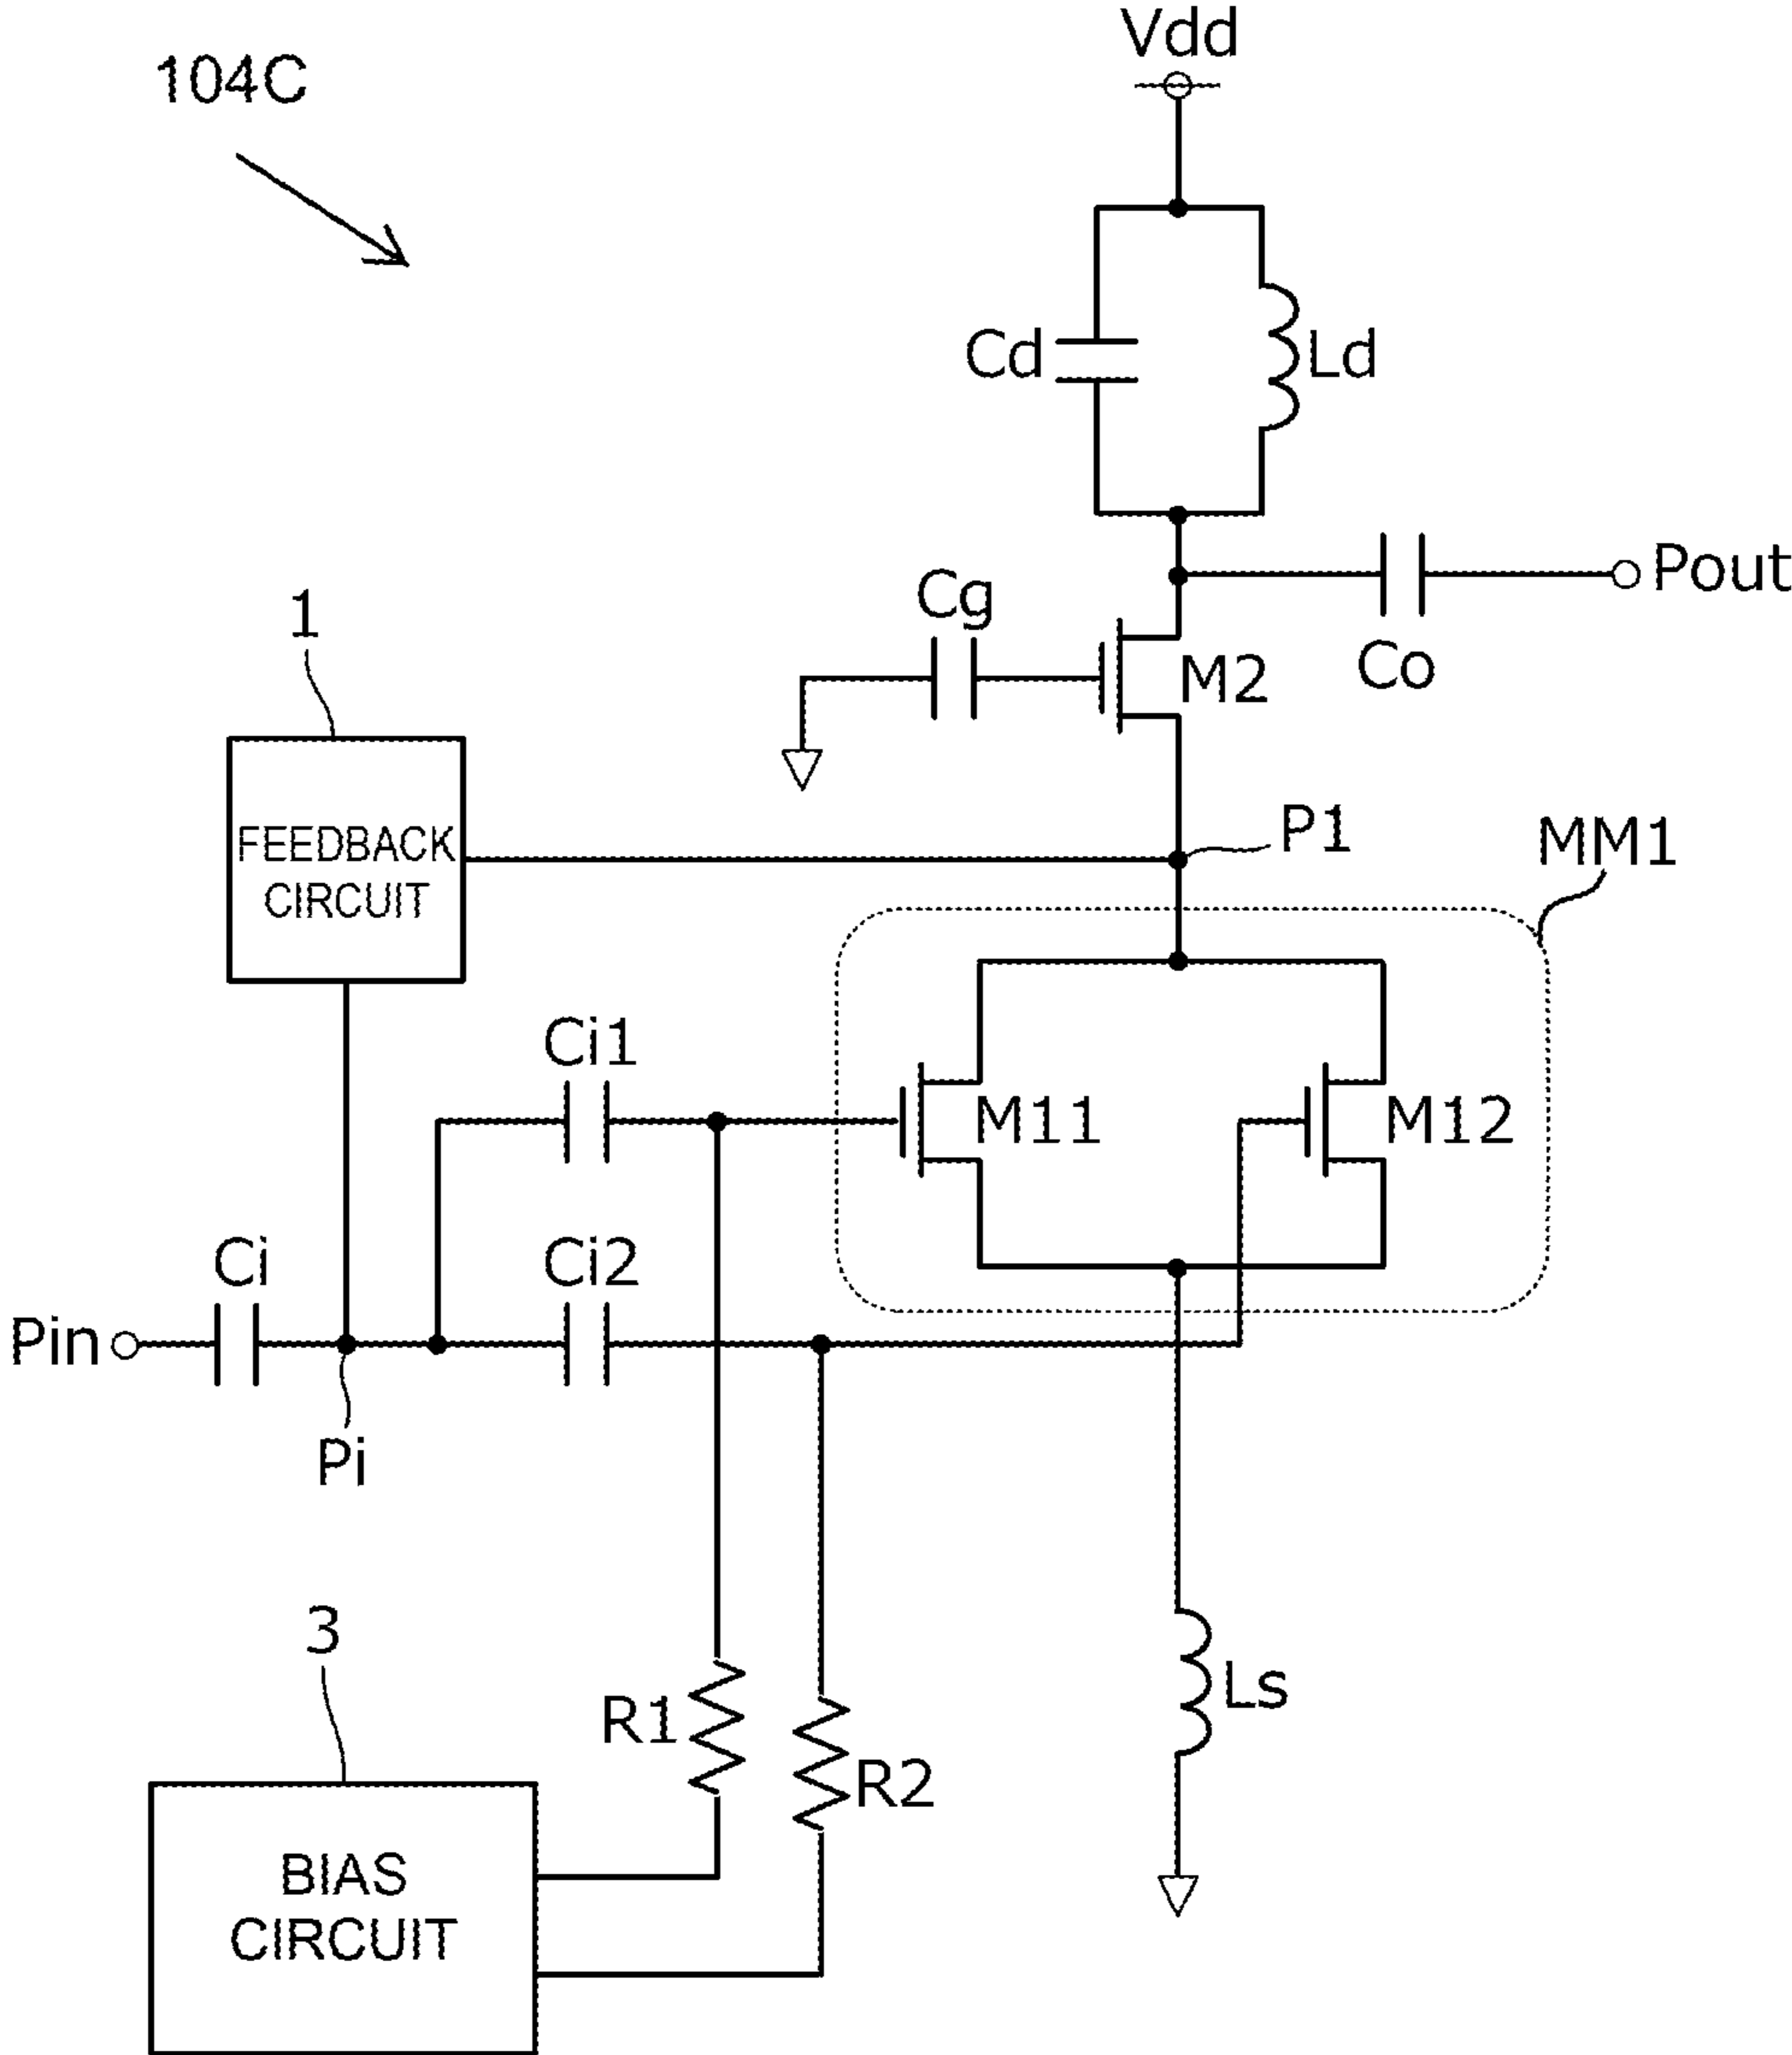 Vdd
104C
Cd
Ld
Pout
Cg
1
M2
Co
P1
MM1
FEEDBACK
CIRCUIT
Ci1
M11
M12
Ci
Ci2
Pin
Pi
3
Ls
R1
R2
BIAS
CIRCUIT